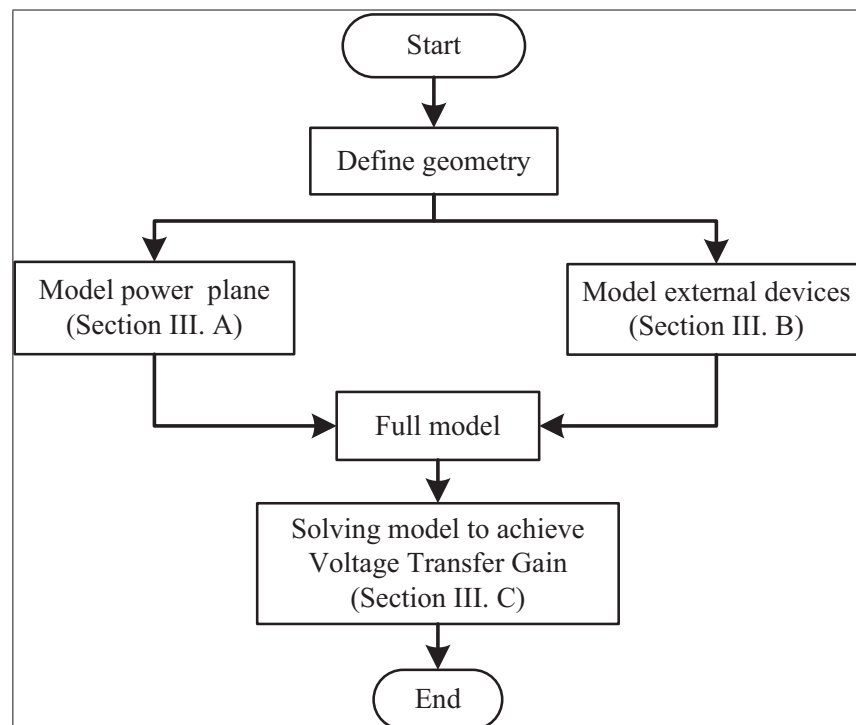 Start
Define geometry
Model power plane
(Section III. A)
Model external devices
(Section III. B)
Full model
Solving model to achieve
Voltage Transfer Gain
(Section III. C)
End